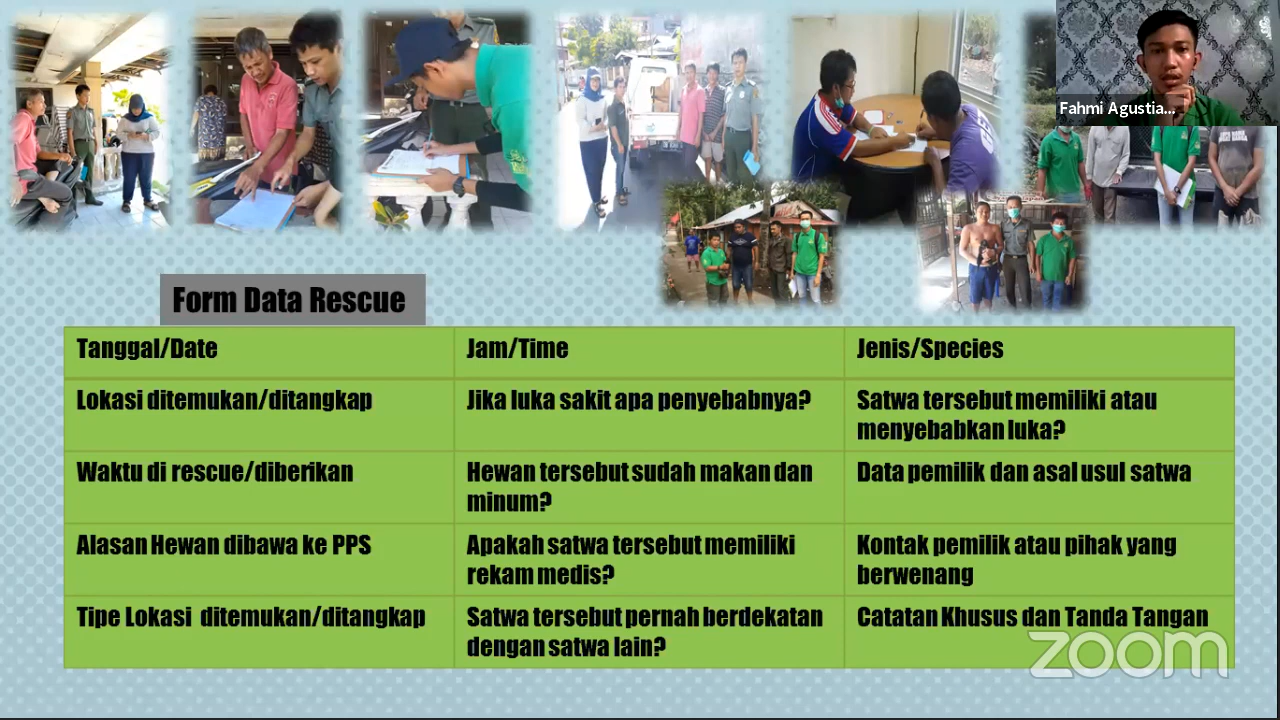 Fahmi Agustia...
Form Data Rescue
Tanggal/Date
Jam/Time
Jenis/Species
Lokasi ditemukan/ditangkap
Jika luka sakit apa penyebabnya?
Satwa tersebut memiliki atau
menyebabkan luka?
Waktu di rescue/diberikan
Hewan tersebut sudah makan dan
minum?
Data pemilik dan asal usul satwa
Alasan Hewan dibawa ke PPS
Apakah satwa tersebut memiliki
rekam medis?
Kontak pemilik atau pihak yang
berwenang
Tipe Lokasi ditemukan/ditangkap
Satwa tersebut pernah berdekatan
dengan satwa lain?
Catatan Khusus dan Tanda Tangan
zoom